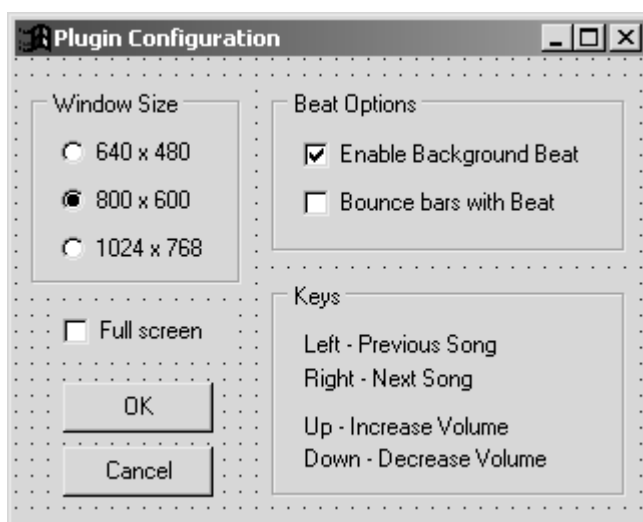 Plugin Configuration
Window Size
640 x 480
800 x 600
1024 x 768
Full screen
OK
Cancel
Beat Options
Enable Background Beat
Bounce bars with Beat
Keys
Left - Previous Song
Right - Next Song
Up - Increase Volume
Down - Decrease Volume